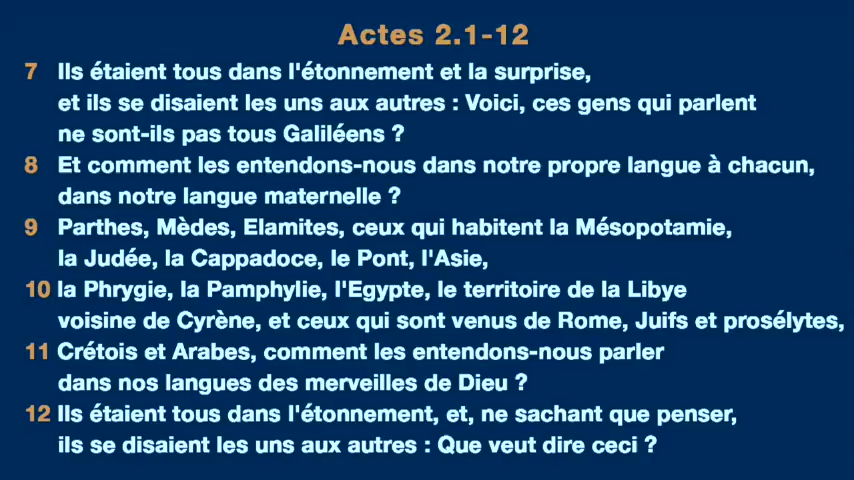 Actes 2.1-12
7 Ils étaient tous dans l'étonnement et la surprise,
et ils se disaient les uns aux autres : Voici, ces gens qui parlent
ne sont-ils pas tous Galiléens ?
8 Et comment les entendons-nous dans notre propre langue à chacun,
dans notre langue maternelle ?
9 Parthes, Mèdes, Elamites, ceux qui habitent la Mésopotamie,
la Judée, la Cappadoce, le Pont, l'Asie,
10 la Phrygie, la Pamphylie, l'Egypte, le territoire de la Libye
voisine de Cyrène, et ceux qui sont venus de Rome, Juifs et prosélytes,
11 Crétois et Arabes, comment les entendons-nous parler
dans nos langues des merveilles de Dieu ?
12 Ils étaient tous dans l'étonnement, et, ne sachant que penser,
ils se disaient les uns aux autres : Que veut dire ceci ?